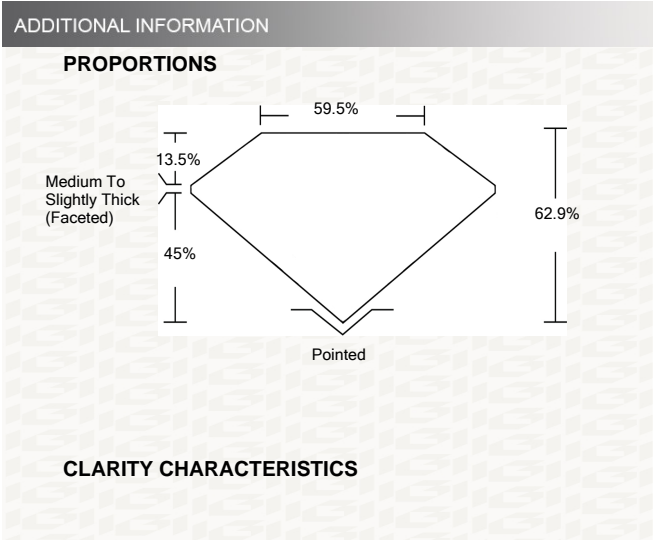 ADDITIONAL INFORMATION
PROPORTIONS
59.5%
13.5%
Medium To
Slightly Thick
(Faceted)
62.9%
45%
Pointed
CLARITY CHARACTERISTICS